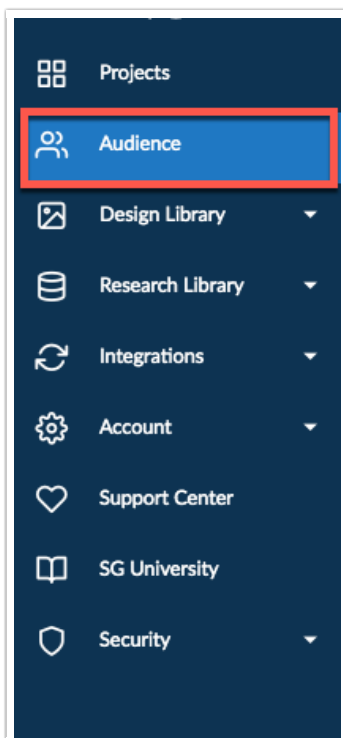 Projects
Audience
Design Library
Research Library
Integrations
Account
Support Center
SG University
Security